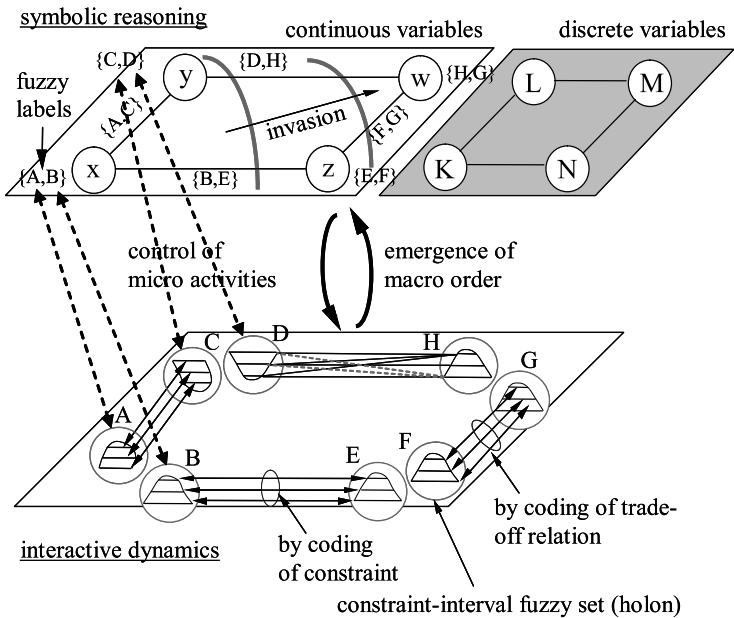 symbolic reasoning
continuous variables
discrete variables
{C,D}
y
{D,H}
w
{H,G}
L
M
fuzzy
labels
{A,C}
invasion
{F,G}
{A,B}
x
{B,E}
z
{E,F}
K
N
control of
micro activities
emergence of
macro order
C
D
H
G
A
B
E
F
by coding of trade-
off relation
interactive dynamics
by coding
of constraint
constraint-interval fuzzy set (holon)